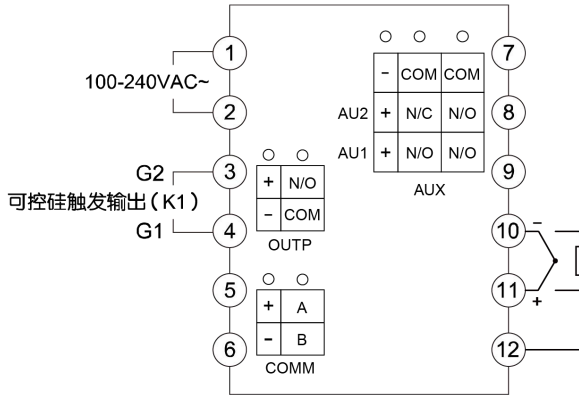 1
7
100-240VAC~
- COM COM
2
AU2 + N/C N/O
8
G2
3
AU1 + N/O N/O
9
AUX
+ N/O
可控硅触发输出(K1)
- COM
G1
4
OUTP
10
-
5
+ A
11
+
6
- B
12
COMM